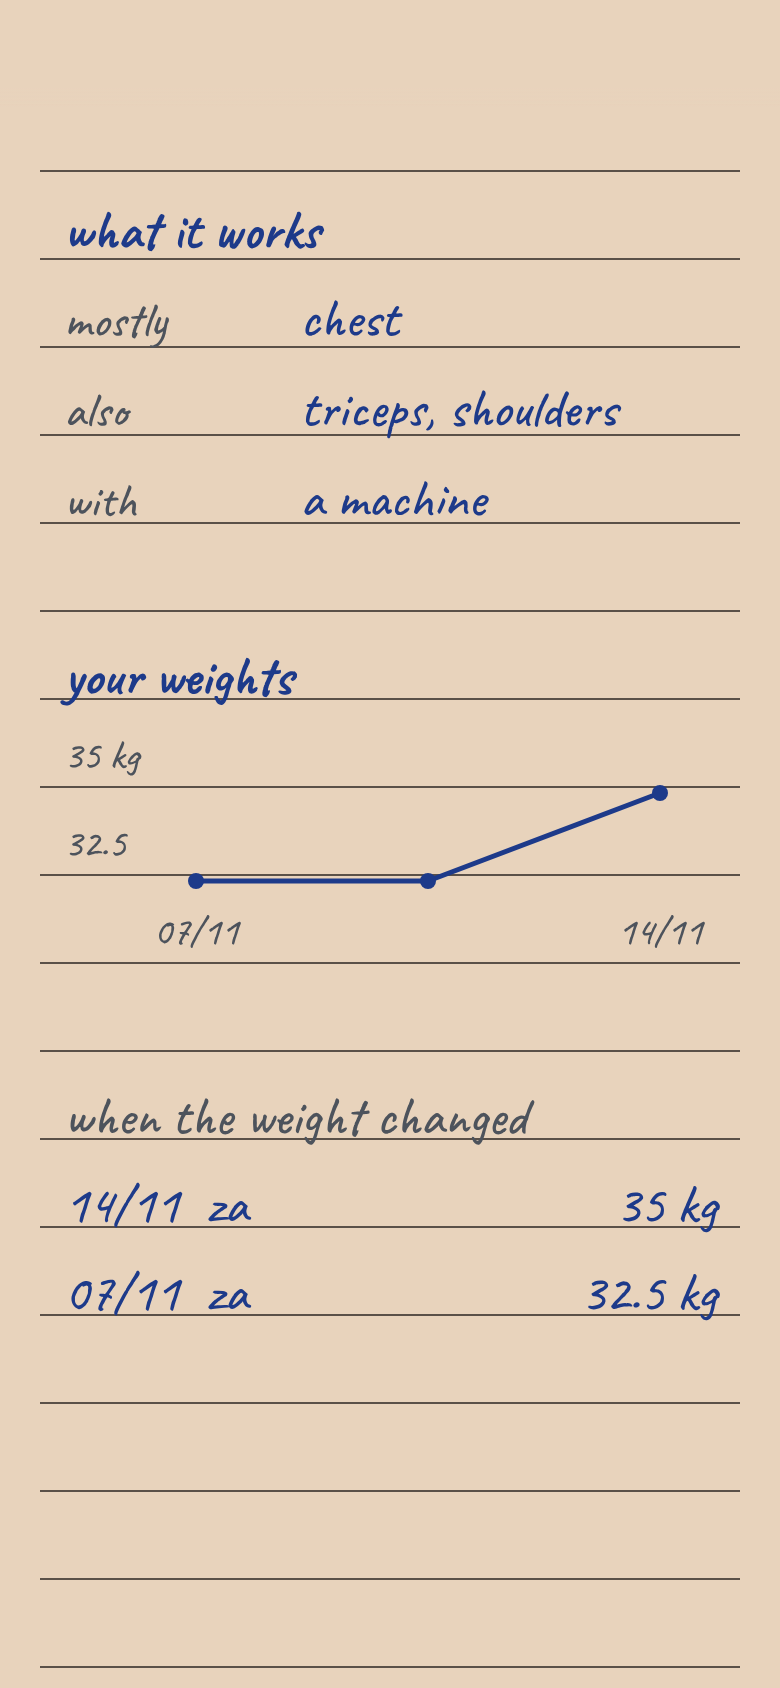 what it works
mostly chest
also triceps, shoulders
with a machine
your weights
35 kg
32.5
07/11 14/11
when the weight changed
14/11 za 35 kg
07/11 za 32.5 kg